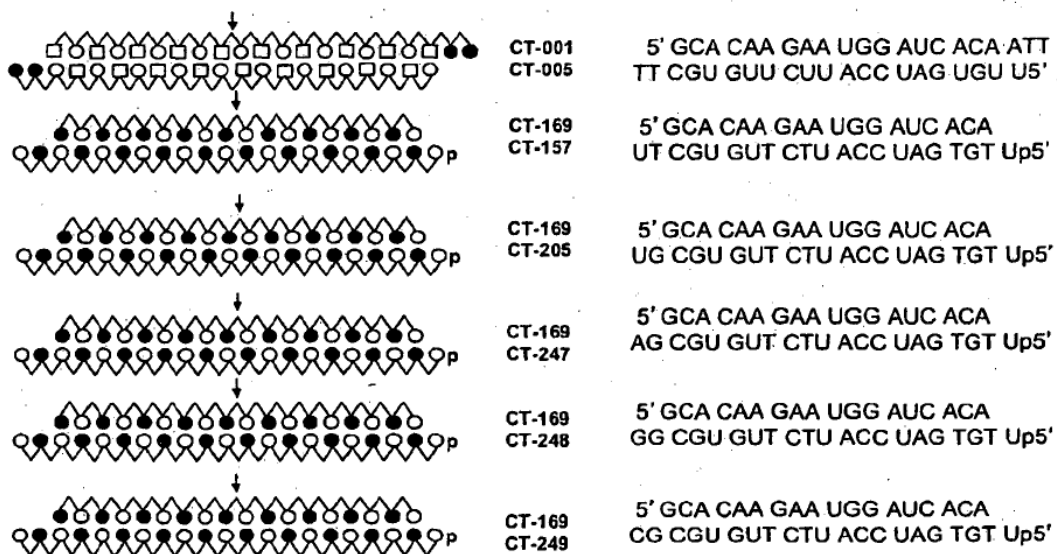 CT-001 5' GCA CAA GAA UGG AUC ACA ATT
CT-005 TT CGU GUU CUU ACC UAG UGU U5'
CT-169 5' GCA CAA GAA UGG AUC ACA
p CT-157 UT CGU GUT CTU ACC UAG TGT Up5'
CT-169 5' GCA CAA GAA UGG AUC ACA
p CT-205 UG CGU GUT CTU ACC UAG TGT Up5'
CT-169 5' GCA CAA GAA UGG AUC ACA
p CT-247 AG CGU GUT CTU ACC UAG TGT Up5'
CT-169 5' GCA CAA GAA UGG AUC ACA
p CT-248 GG CGU GUT CTU ACC UAG TGT Up5'
CT-169 5' GCA CAA GAA UGG AUC ACA
p CT-249 CG CGU GUT CTU ACC UAG TGT Up5'